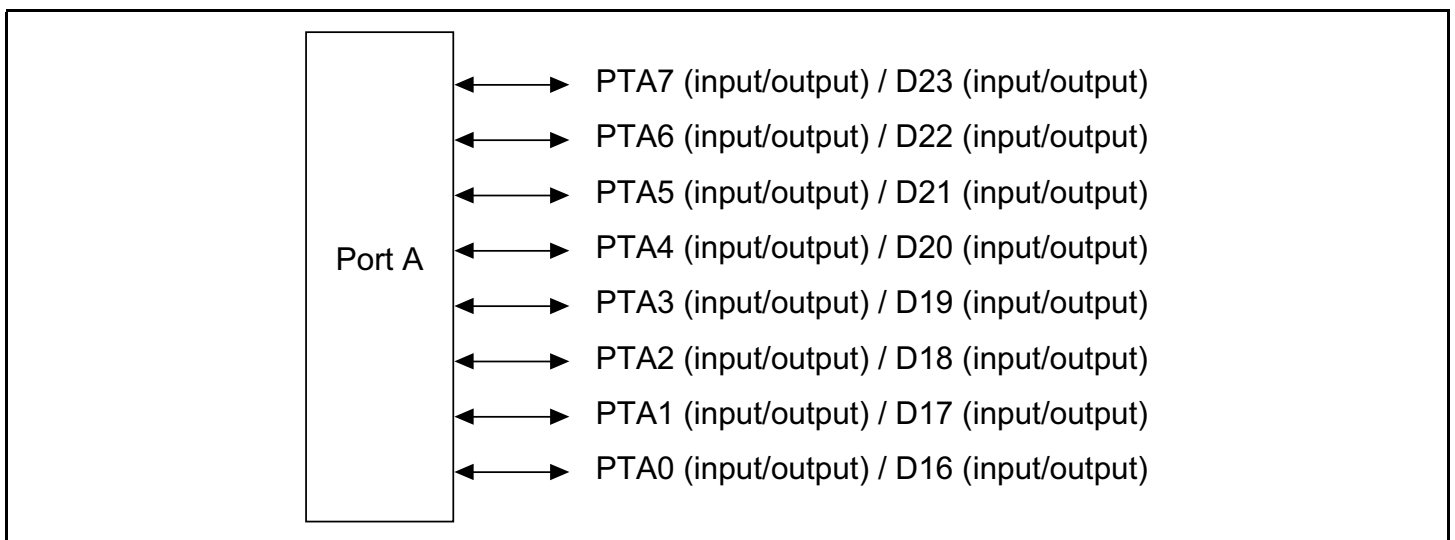 PTA7 (input/output) / D23 (input/output)
PTA6 (input/output) / D22 (input/output)
PTA5 (input/output) / D21 (input/output)
PTA4 (input/output) / D20 (input/output)
Port A
PTA3 (input/output) / D19 (input/output)
PTA2 (input/output) / D18 (input/output)
PTA1 (input/output) / D17 (input/output)
PTA0 (input/output) / D16 (input/output)